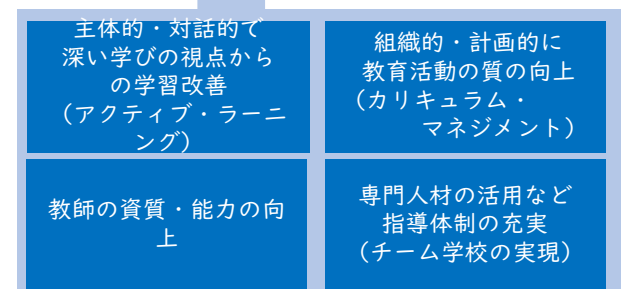 主体的・対話的で
深い学びの視点から
の学習改善
（アクティブ・ラーニ
ング）
組織的・計画的に
教育活動の質の向上
（カリキュラム・
マネジメント）
教師の資質・能力の向
上
専門人材の活用など
指導体制の充実
（チーム学校の実現）